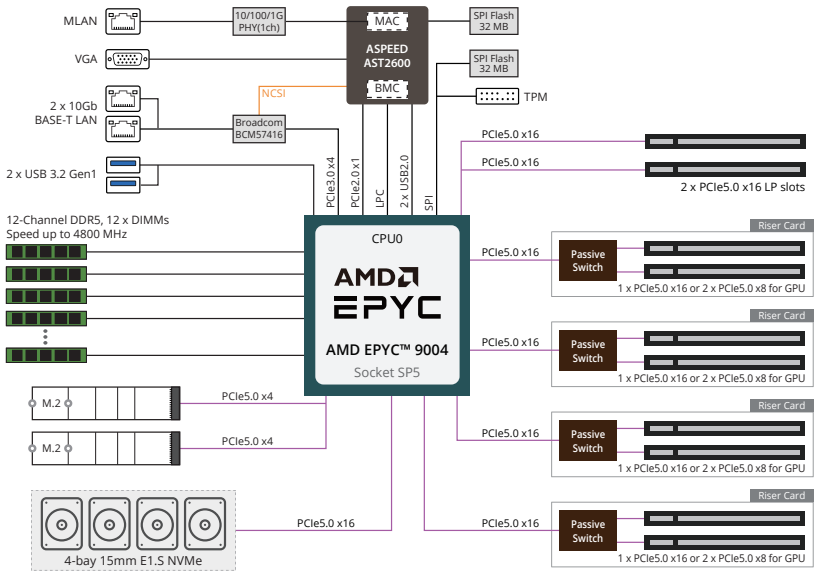 MLAN
10/100/1G
PHY(1ch)
MAC
SPI Flash
32 MB
ASPEED
AST2600
VGA
SPI Flash
32 MB
BMC
NCSI
TPM
2 x 10Gb
BASE-T LAN
Broadcom
BCM57416
PCIe5.0 x16
PCIe5.0 x16
2 x PCIe5.0 x16 LP slots
2 x USB 3.2 Gen1
PCIe3.0 x4
PCIe2.0 x1
LPC
2 x USB2.0
SPI
12-Channel DDR5, 12 x DIMMs
Speed up to 4800 MHz
CPU0
AMD
EPYC
AMD EPYC™ 9004
Socket SP5
Riser Card
PCIe5.0 x16
Passive
Switch
1 x PCIe5.0 x16 or 2 x PCIe5.0 x8 for GPU
Riser Card
PCIe5.0 x16
Passive
Switch
1 x PCIe5.0 x16 or 2 x PCIe5.0 x8 for GPU
M.2
PCIe5.0 x4
M.2
PCIe5.0 x4
Riser Card
PCIe5.0 x16
Passive
Switch
1 x PCIe5.0 x16 or 2 x PCIe5.0 x8 for GPU
4-bay 15mm E1.S NVMe
PCIe5.0 x16
Riser Card
PCIe5.0 x16
Passive
Switch
1 x PCIe5.0 x16 or 2 x PCIe5.0 x8 for GPU